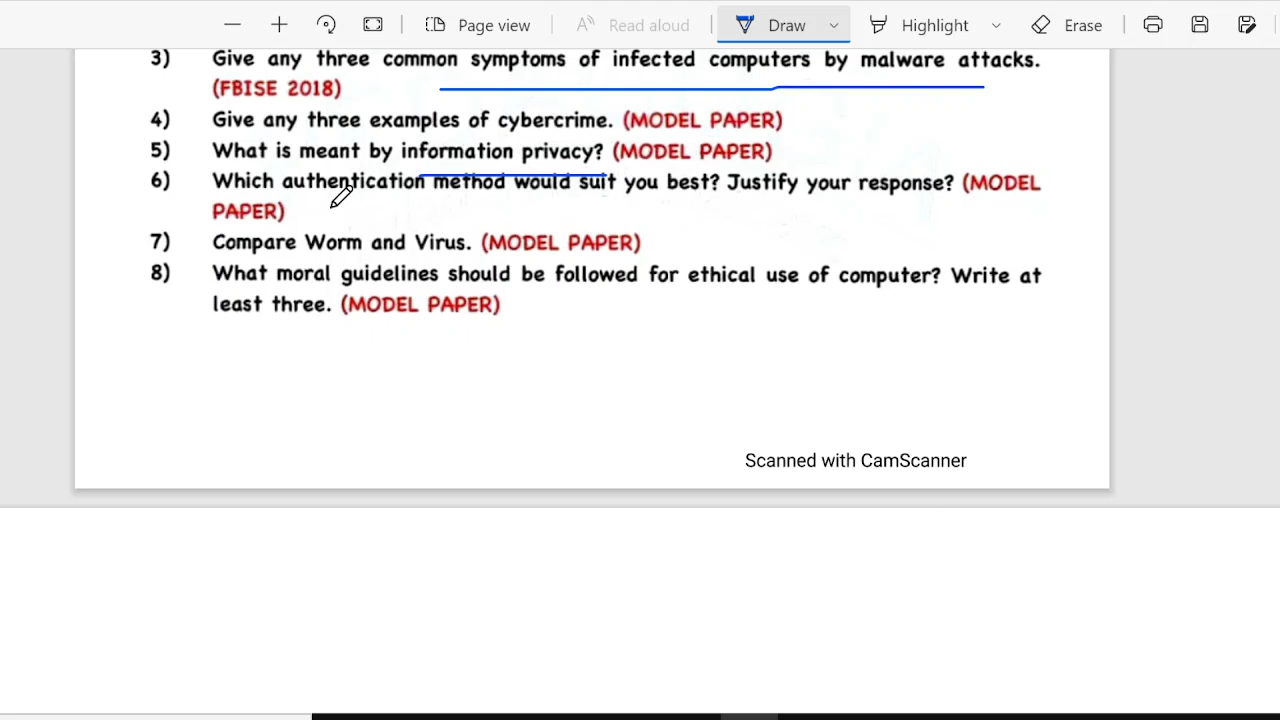 Page view
Read aloud
Draw
Highlight
Erase
3) Give any three common symptoms of infected computers by malware attacks.
(FBISE 2018)
4) Give any three examples of cybercrime. (MODEL PAPER)
5) What is meant by information privacy? (MODEL PAPER)
6) Which authentication method would suit you best? Justify your response? (MODEL
PAPER)
7) Compare Worm and Virus. (MODEL PAPER)
8) What moral guidelines should be followed for ethical use of computer? Write at
least three. (MODEL PAPER)
Scanned with CamScanner